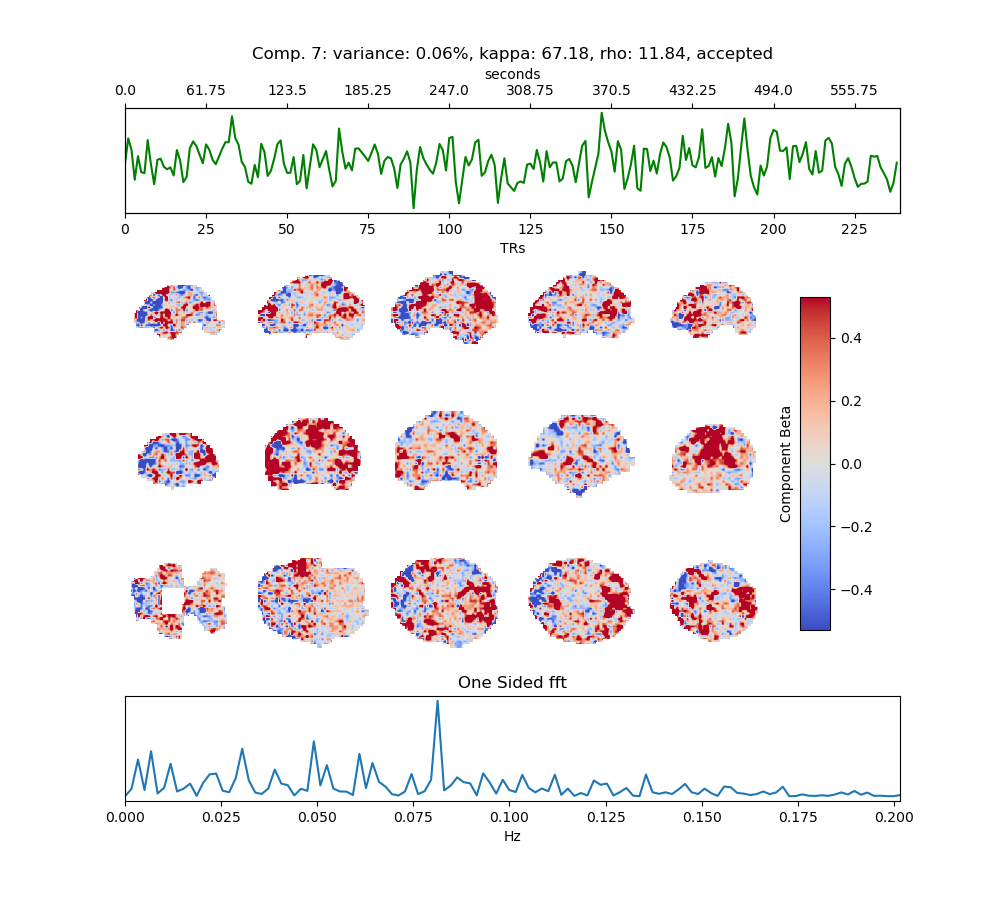 Comp. 7: variance: 0.06%, kappa: 67.18, rho: 11.84, accepted
seconds
0.0 61.75 123.5 185.25 247.0 308.75 370.5 432.25 494.0 555.75
0 25 50 75 100 125 150 175 200 225
TRs
0.4
0.2
0.0
−0.2
−0.4
Component Beta
One Sided fft
0.000 0.025 0.050 0.075 0.100 0.125 0.150 0.175 0.200
Hz